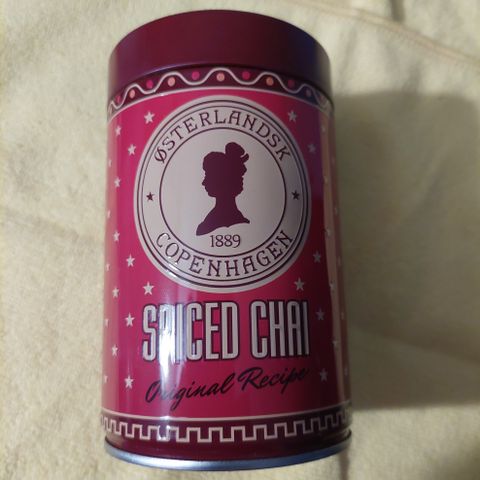 ØSTERLANDSK
1889
COPENHAGEN
SPICED CHAI
Original Recipe